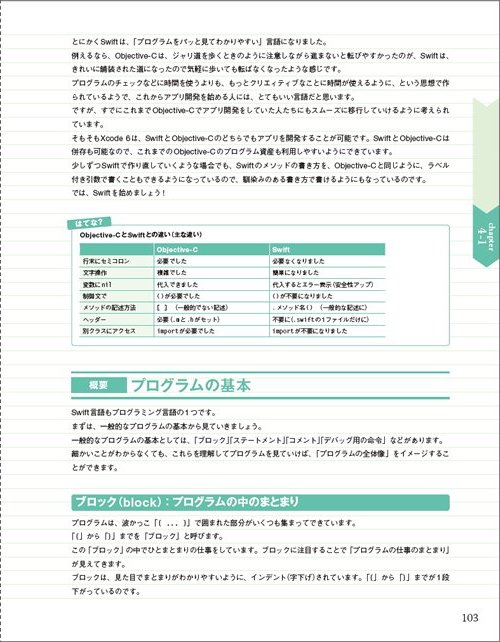 とにかくSwiftは、「プログラムをパッと見てわかりやすい」言語になりました。
例えるなら、Objective-Cは、ジャリ道を歩くときのように注意しながら進まないと転びやすかったのが、Swiftは、
きれいに舗装された道になったので気軽に歩いても転ばなくなったような感じです。
プログラムのチェックなどに時間を使うよりも、もっとクリエイティブなことに時間が使えるように、という思想で作
られているようで、これからアプリ開発を始める人には、とてもいい言語だと思います。
ですが、すでにこれまでObjective-Cでアプリ開発をしていた人たちにもスムーズに移行していけるように考えられ
ています。
そもそもXcode 6は、SwiftとObjective-Cのどちらでもアプリを開発することが可能です。SwiftとObjective-Cは
併存も可能なので、これまでのObjective-Cのプログラム資産も利用しやすいようにできています。
少しずつSwiftで作り直していくような場合でも、Swiftのメソッドの書き方を、Objective-Cと同じように、ラベル
付き引数で書くこともできるようになっているので、馴染みのある書き方で書けるようにもなっているのです。
では、Swiftを始めましょう！
chapter
4-1
はてな？
Objective-CとSwiftとの違い（主な違い）
Objective-C Swift
行末にセミコロン 必要でした 必要なくなりました
文字操作 複雑でした 簡単になりました
変数にnil 代入できました 代入するとエラー表示（安全性アップ）
制御文で ()が必要でした ()が不要になりました
メソッドの記述方法 [ ] （一般的でない記述） .メソッド名() （一般的な記述に）
ヘッダー 必要（.mと.hがセット） 不要に（.swiftの1ファイルだけに）
別クラスにアクセス importが必要でした importが不要になりました
概要 プログラムの基本
Swift言語もプログラミング言語の1つです。
まずは、一般的なプログラムの基本から見ていきましょう。
一般的なプログラムの基本としては、「ブロック」「ステートメント」「コメント」「デバッグ用の命令」などがあります。
細かいことがわからなくても、これらを理解してプログラムを見ていけば、「プログラムの全体像」をイメージするこ
とができます。
ブロック（block）：プログラムの中のまとまり
プログラムは、波かっこ「{ ... }」で囲まれた部分がいくつも集まってできています。
「{」から「}」までを「ブロック」と呼びます。
この「ブロック」の中でひとまとまりの仕事をしています。ブロックに注目することで「プログラムの仕事のまとまり」
が見えてきます。
ブロックは、見た目でまとまりがわかりやすいように、インデント（字下げ）されています。「{」から「}」までが1段
下がっているのです。
103